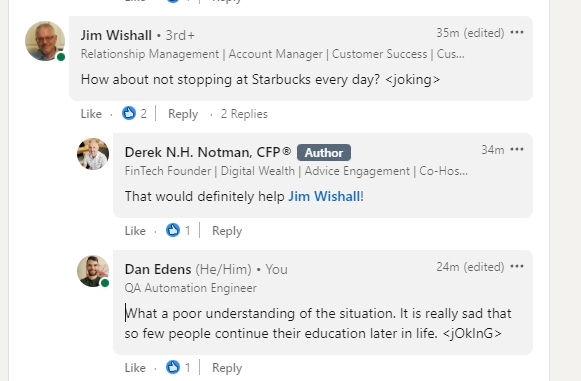 Jim Wishall • 3rd+ 35m (edited) •••
Relationship Management | Account Manager | Customer Success | Cus...
How about not stopping at Starbucks every day? <joking>
Like · 2 | Reply · 2 Replies
Derek N.H. Notman, CFP® Author 34m •••
FinTech Founder | Digital Wealth | Advice Engagement | Co-Hos...
That would definitely help Jim Wishall!
Like · 1 | Reply
Dan Edens (He/Him) • You 24m (edited) •••
QA Automation Engineer
What a poor understanding of the situation. It is really sad that
so few people continue their education later in life. <jOkInG>
Like · 1 | Reply